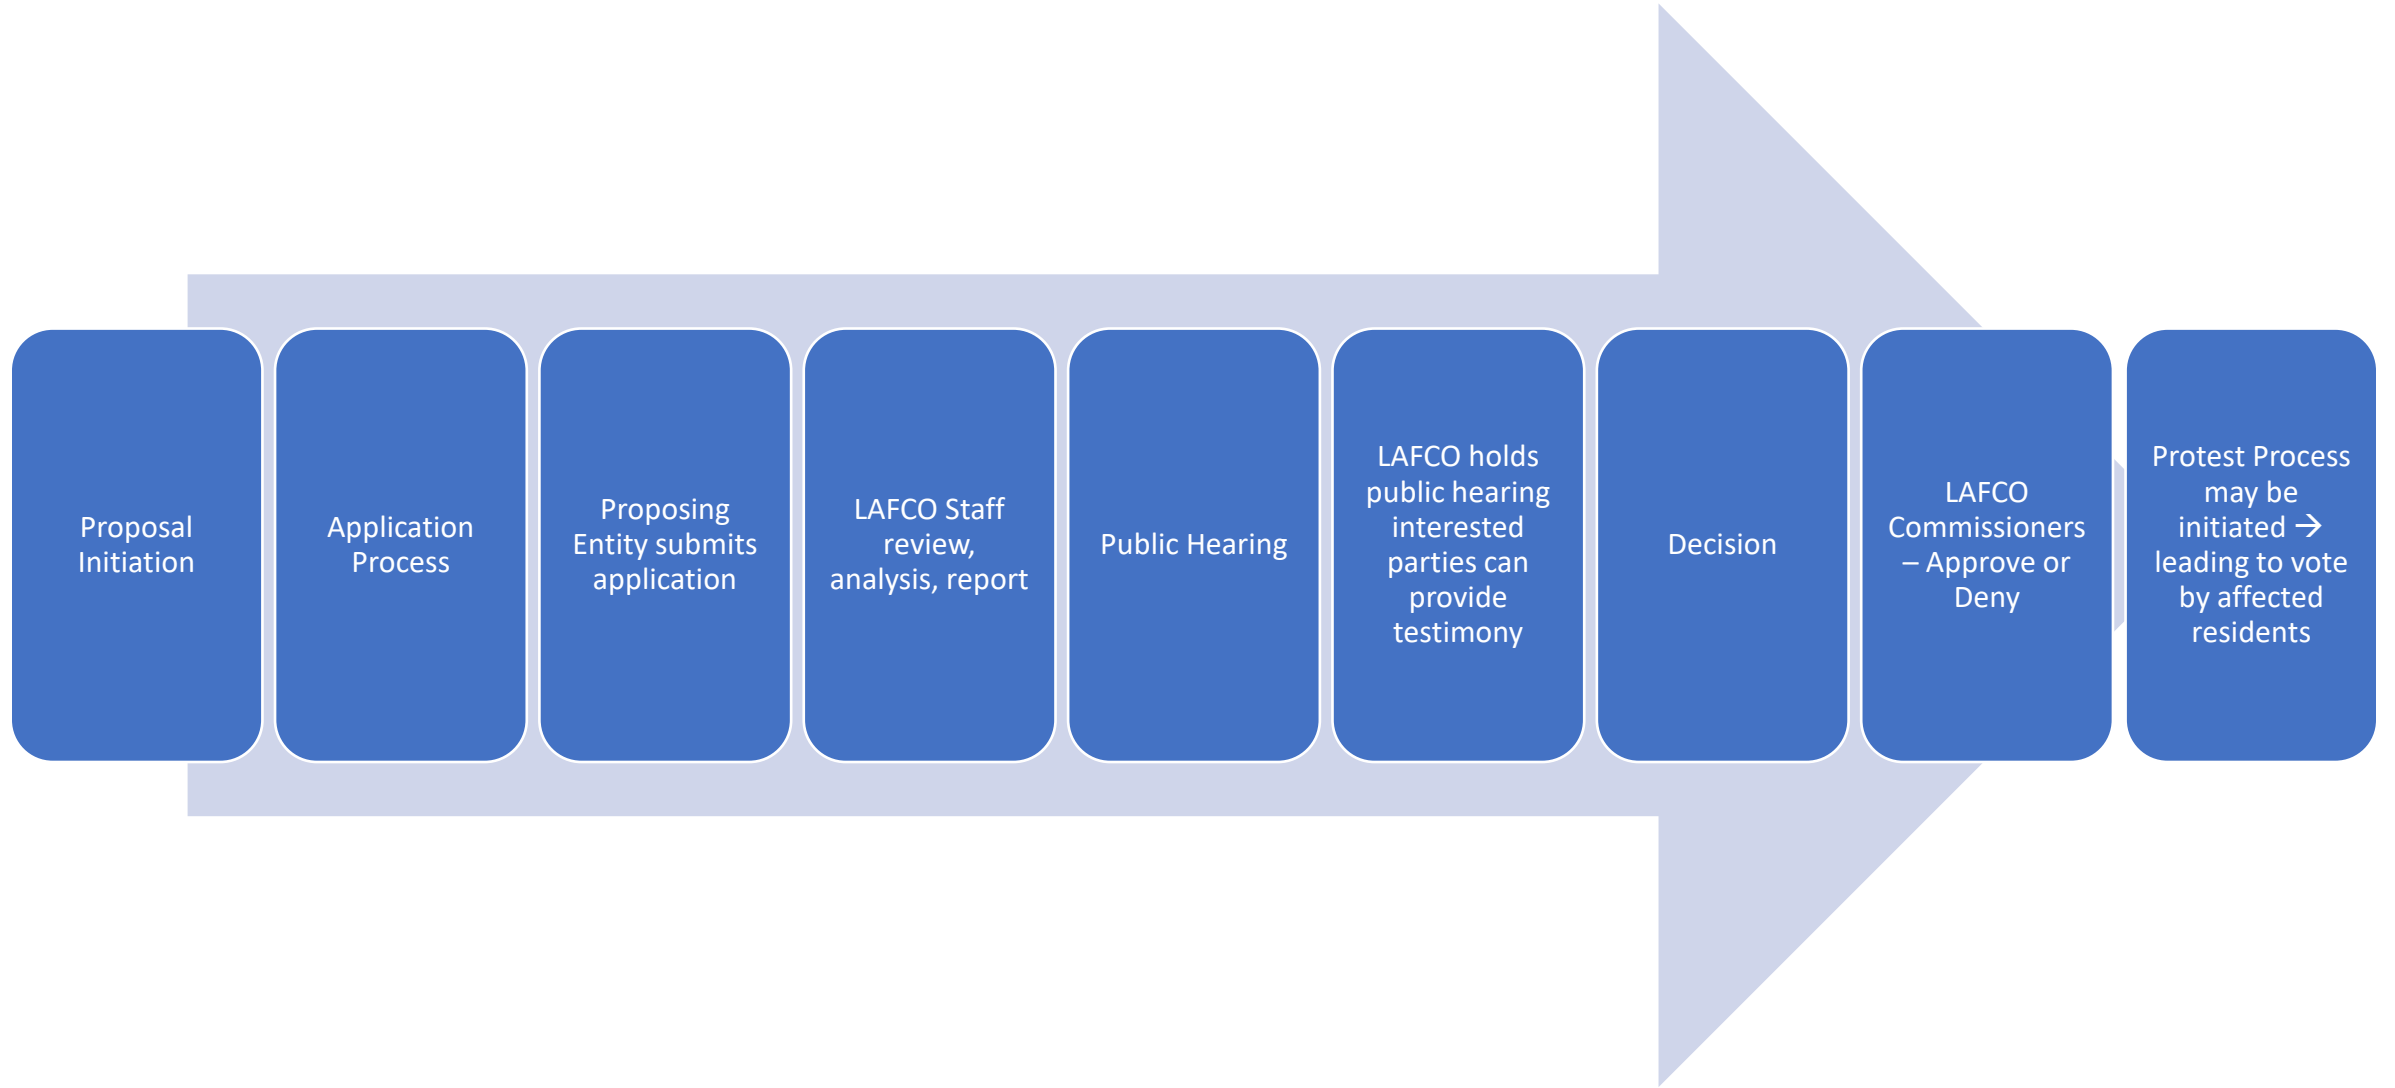 Proposal
Initiation
Application
Process
Proposing
Entity submits
application
LAFCO Staff
review,
analysis, report
Public Hearing
LAFCO holds
public hearing
interested
parties can
provide
testimony
Decision
LAFCO
Commissioners
– Approve or
Deny
Protest Process
may be
initiated →
leading to vote
by affected
residents